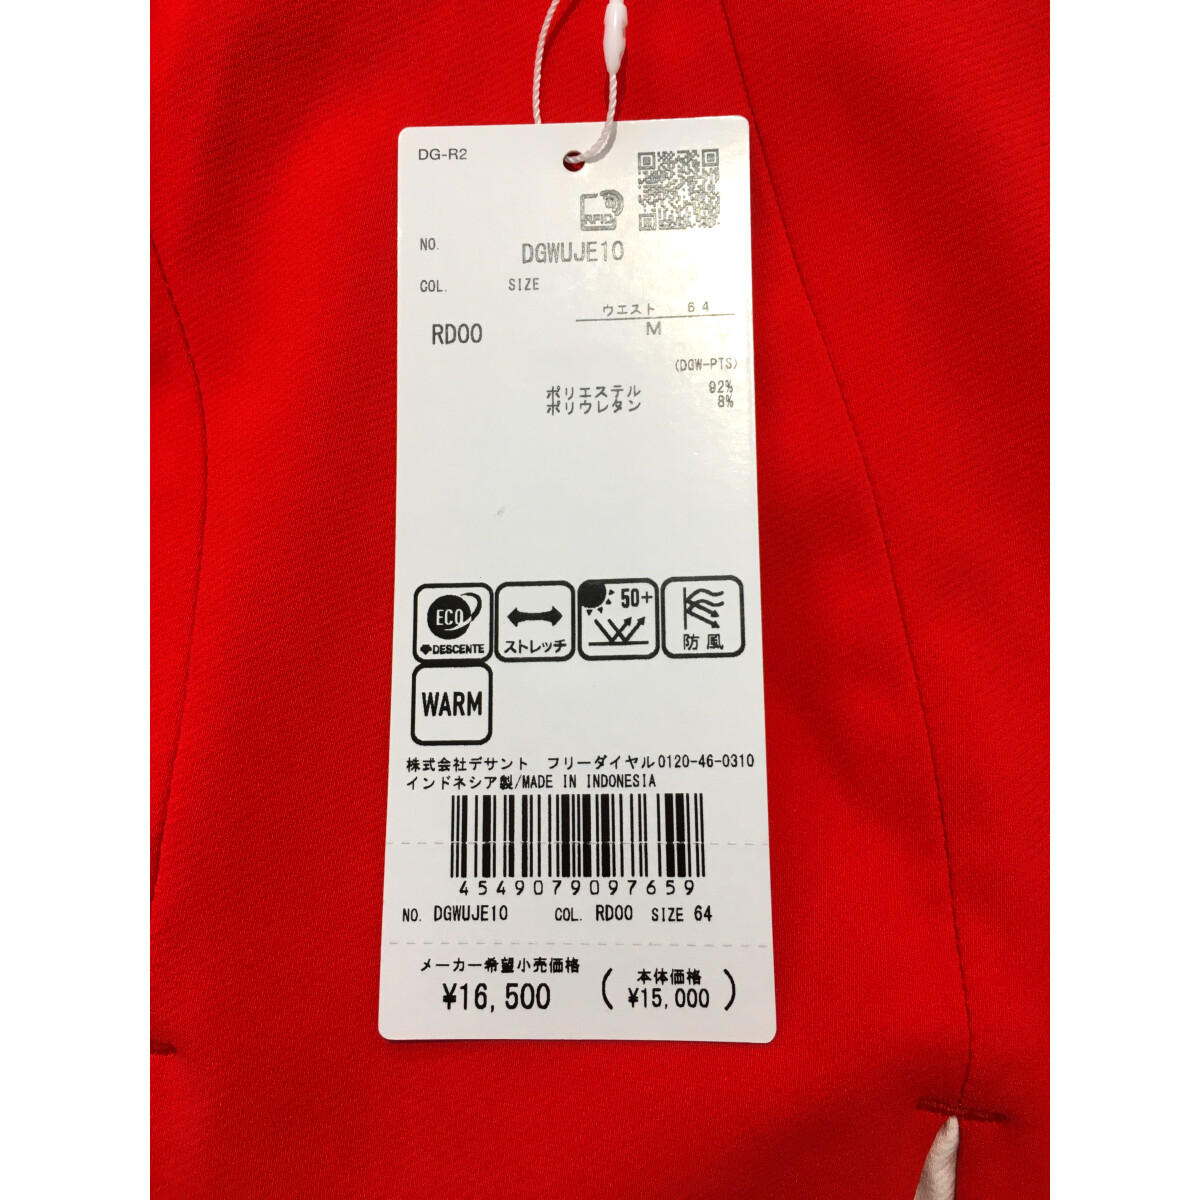 DG-R2
RFID
NO. DGWUJE10
COL. SIZE
ウエスト 64
RD00 M
(DGW-PTS)
ポリエステル 92%
ポリウレタン 8%
ECO
DESCENTE
ストレッチ
50+
防風
WARM
株式会社デサント フリーダイヤル0120-46-0310
インドネシア製/MADE IN INDONESIA
4549079097659
NO. DGWUJE10 COL. RD00 SIZE 64
メーカー希望小売価格
¥16,500
(本体価格
¥15,000)